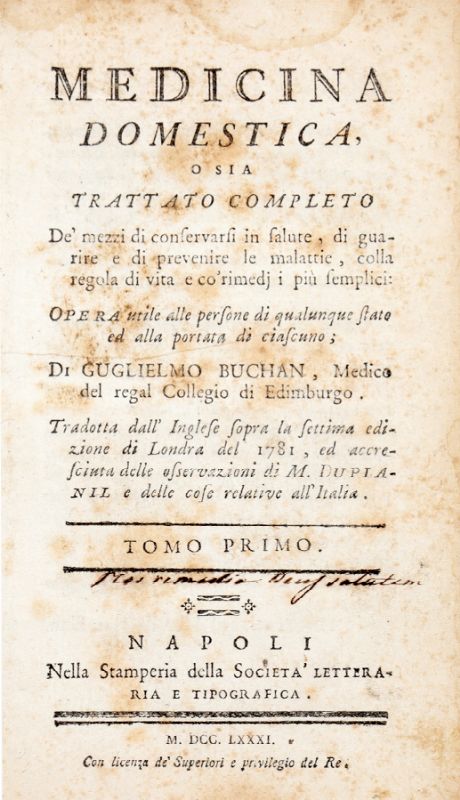 MEDICINA
DOMESTICA,
O SIA
TRATTATO COMPLETO
De' mezzi di conſervarſi in ſalute, di gua-
rire e di prevenire le malattie, colla
regola di vita e co'rimedj i più ſemplici:
OPERA utile alle perſone di qualunque ſtato
ed alla portata di ciaſcuno;
DI GUGLIELMO BUCHAN, Medico
del regal Collegio di Edimburgo.
Tradotta dall' Ingleſe ſopra la ſettima edi-
zione di Londra del 1781, ed accre-
ſciuta delle oſſervazioni di M. DUPLA-
NIL e delle coſe relative all'Italia.
TOMO PRIMO.
Nos remedia Deus salutem
NAPOLI
Nella Stamperia della SOCIETA' LETTERA-
RIA E TIPOGRAFICA.
M. DCC. LXXXI.
Con licenza de' Superiori e privilegio del Re.